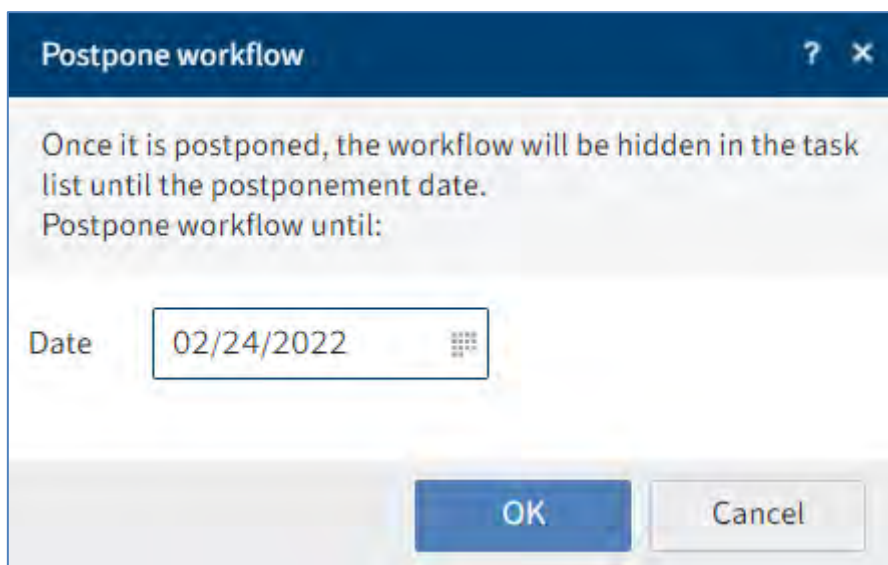 Postpone workflow ? ×
Once it is postponed, the workflow will be hidden in the task
list until the postponement date.
Postpone workflow until:
Date 02/24/2022
OK Cancel